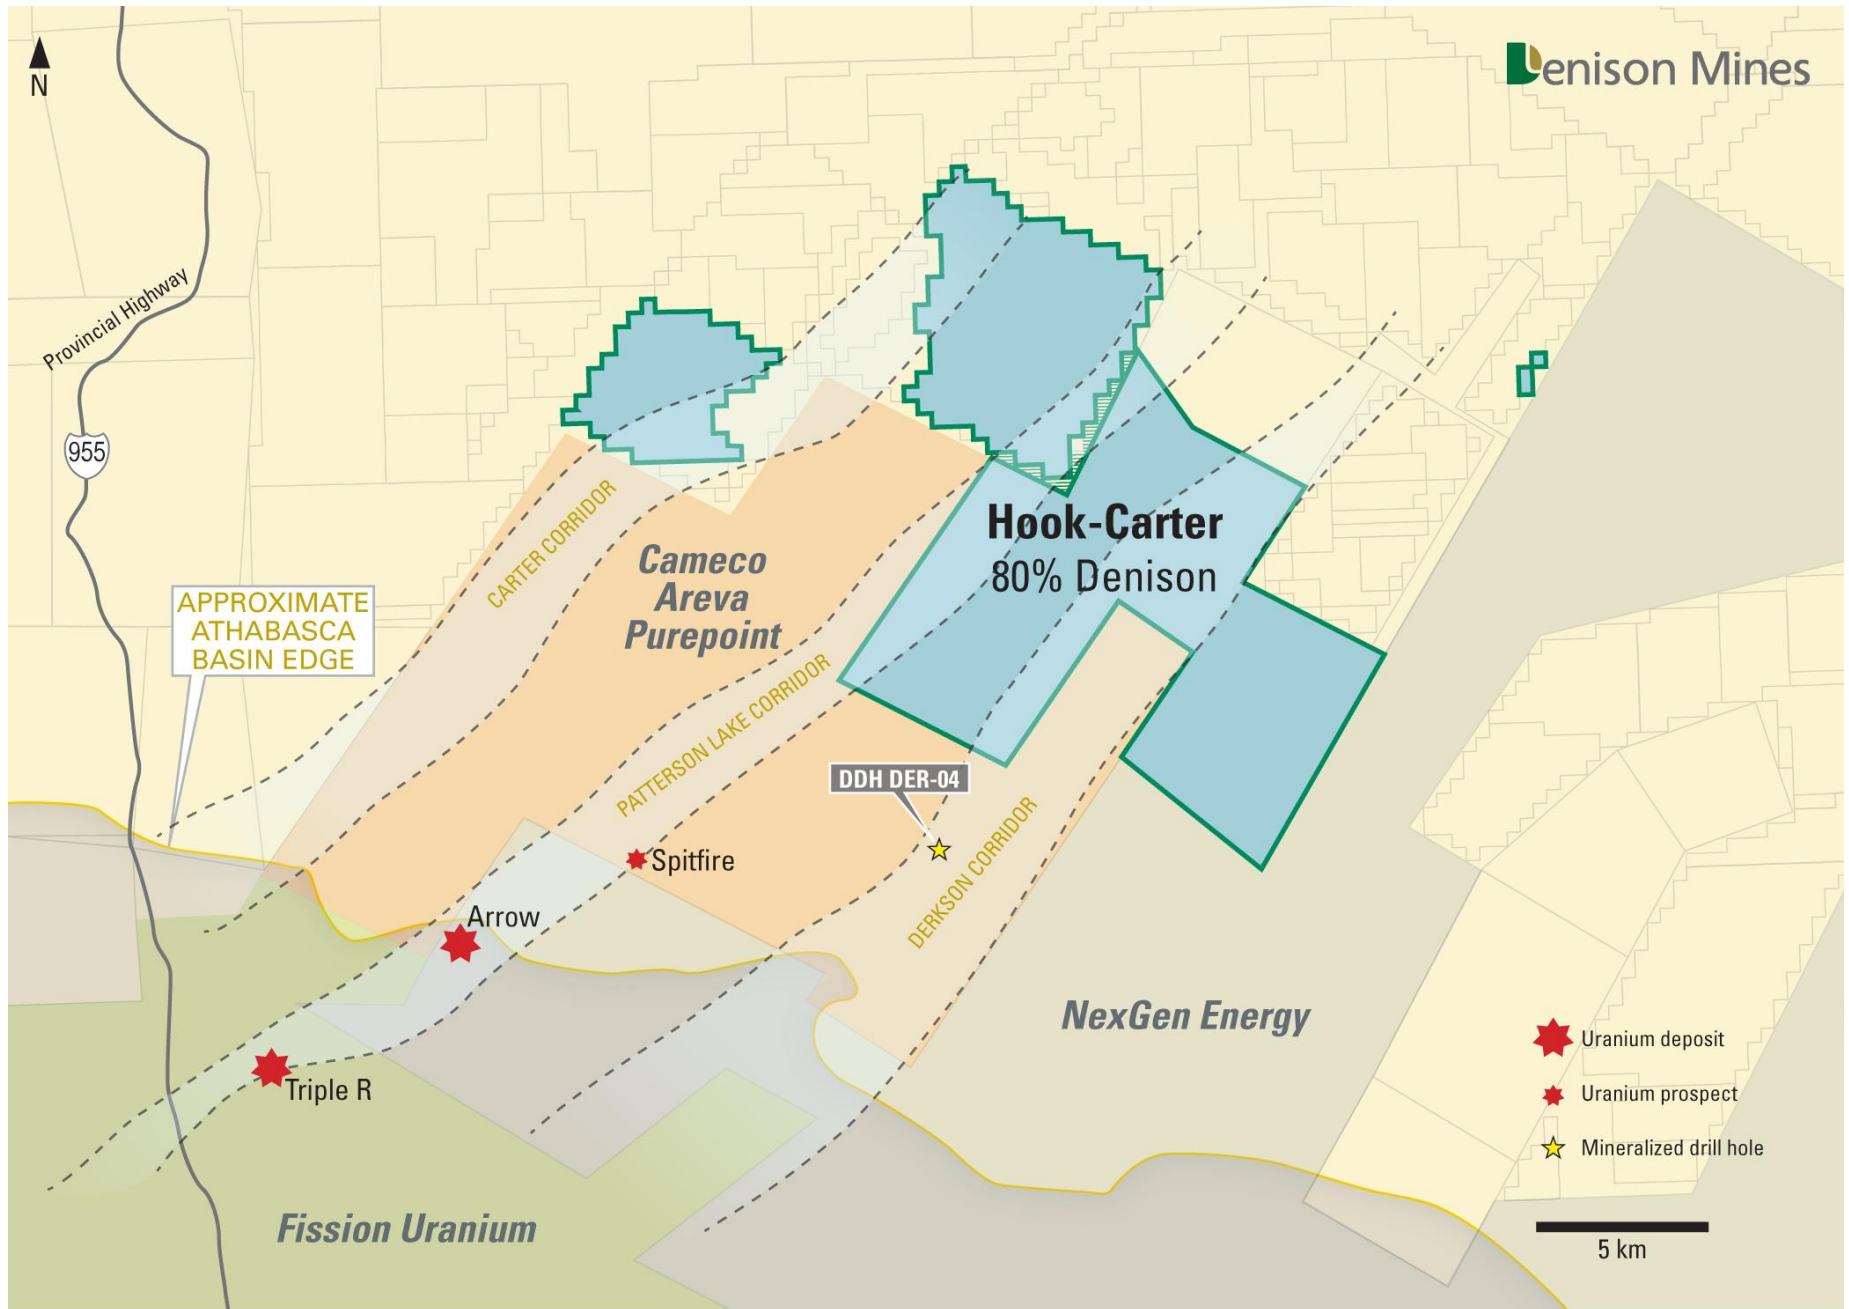 N
Denison Mines
Provincial Highway
955
CARTER CORRIDOR
Cameco
Areva
Purepoint
Hook-Carter
80% Denison
APPROXIMATE
ATHABASCA
BASIN EDGE
PATTERSON LAKE CORRIDOR
DDH DER-04
Spitfire
DERKSON CORRIDOR
Arrow
NexGen Energy
Triple R
Fission Uranium
Uranium deposit
Uranium prospect
Mineralized drill hole
5 km